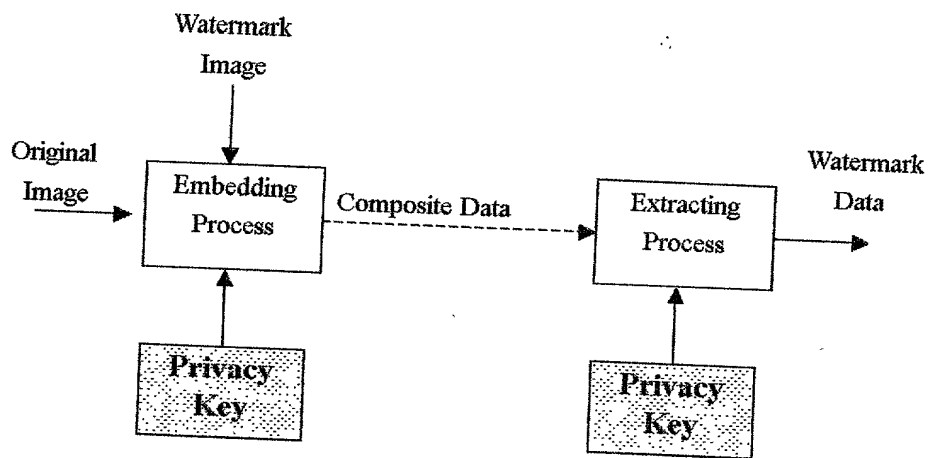 Watermark
Image
Original
Image
Embedding
Process
Composite Data
Extracting
Process
Watermark
Data
Privacy
Key
Privacy
Key